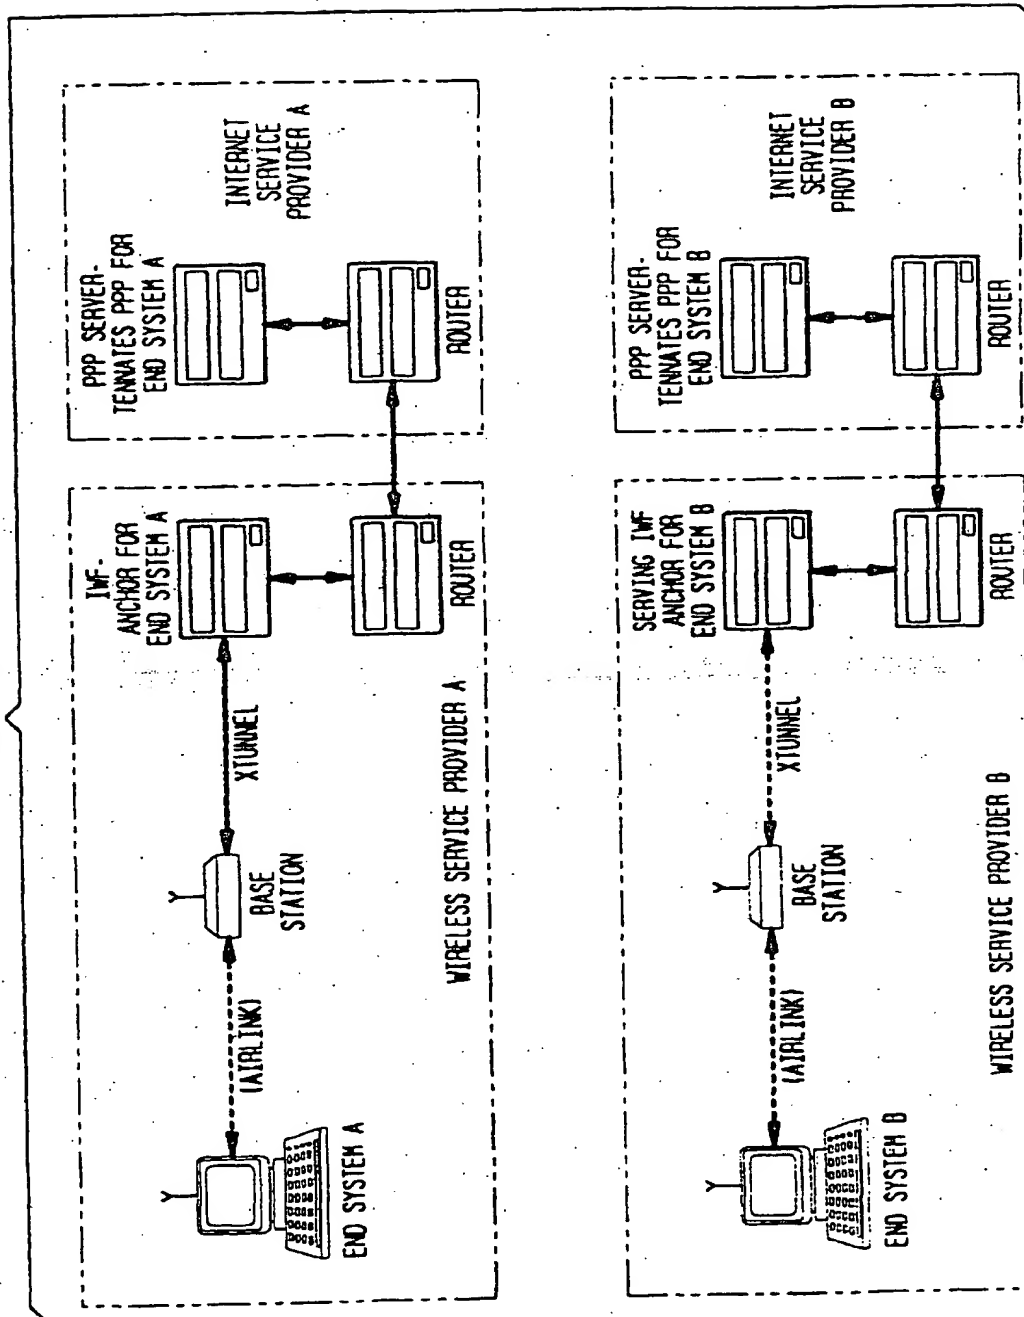 PPP SERVER-
TENNATES PPP FOR
END SYSTEM A
INTERNET
SERVICE
PROVIDER A
ROUTER
IWF-
ANCHOR FOR
END SYSTEM A
ROUTER
XTUNNEL
BASE
STATION
(AIRLINK)
END SYSTEM A
WIRELESS SERVICE PROVIDER A
PPP SERVER-
TENNATES PPP FOR
END SYSTEM B
INTERNET
SERVICE
PROVIDER B
ROUTER
SERVING IWF
ANCHOR FOR
END SYSTEM B
ROUTER
XTUNNEL
BASE
STATION
(AIRLINK)
END SYSTEM B
WIRELESS SERVICE PROVIDER B